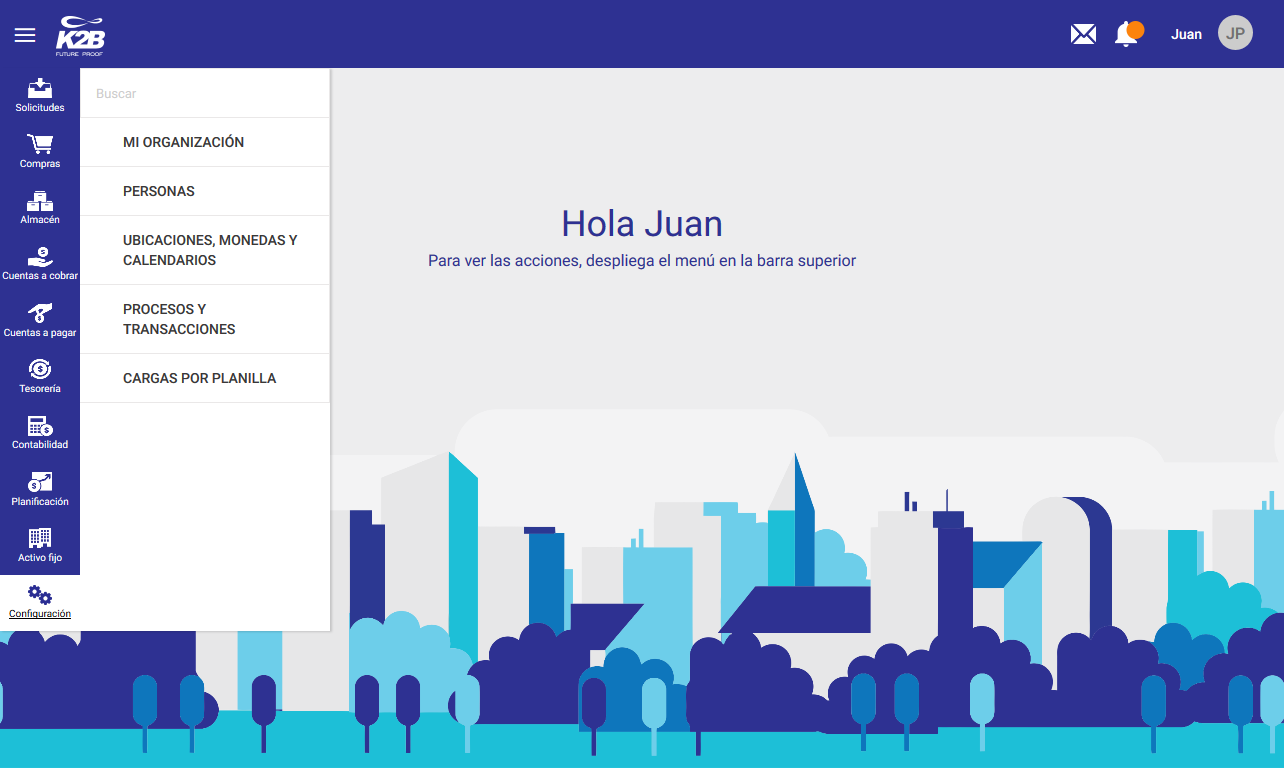 K2B
FUTURE PROOF
Juan
JP
Solicitudes
Compras
Almacén
Cuentas a cobrar
Cuentas a pagar
Tesorería
Contabilidad
Planificación
Activo fijo
Configuración
Buscar
MI ORGANIZACIÓN
PERSONAS
UBICACIONES, MONEDAS Y
CALENDARIOS
PROCESOS Y
TRANSACCIONES
CARGAS POR PLANILLA
Hola Juan
Para ver las acciones, despliega el menú en la barra superior